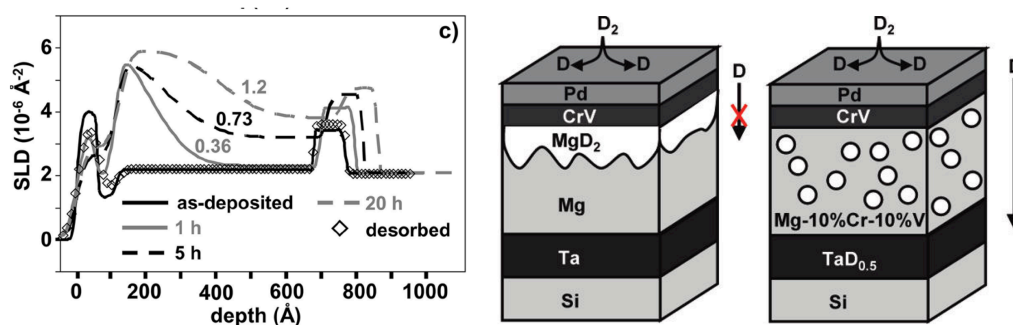 c)
6
4
2
0
SLD (10⁻⁶ Å⁻²)
1.2
0.73
0.36
as-deposited
1 h
5 h
20 h
desorbed
0 200 400 600 800 1000
depth (Å)
D₂
D D
Pd
CrV
MgD₂
Mg
Ta
Si
D
D₂
D D
Pd
CrV
Mg-10%Cr-10%V
TaD₀.₅
Si